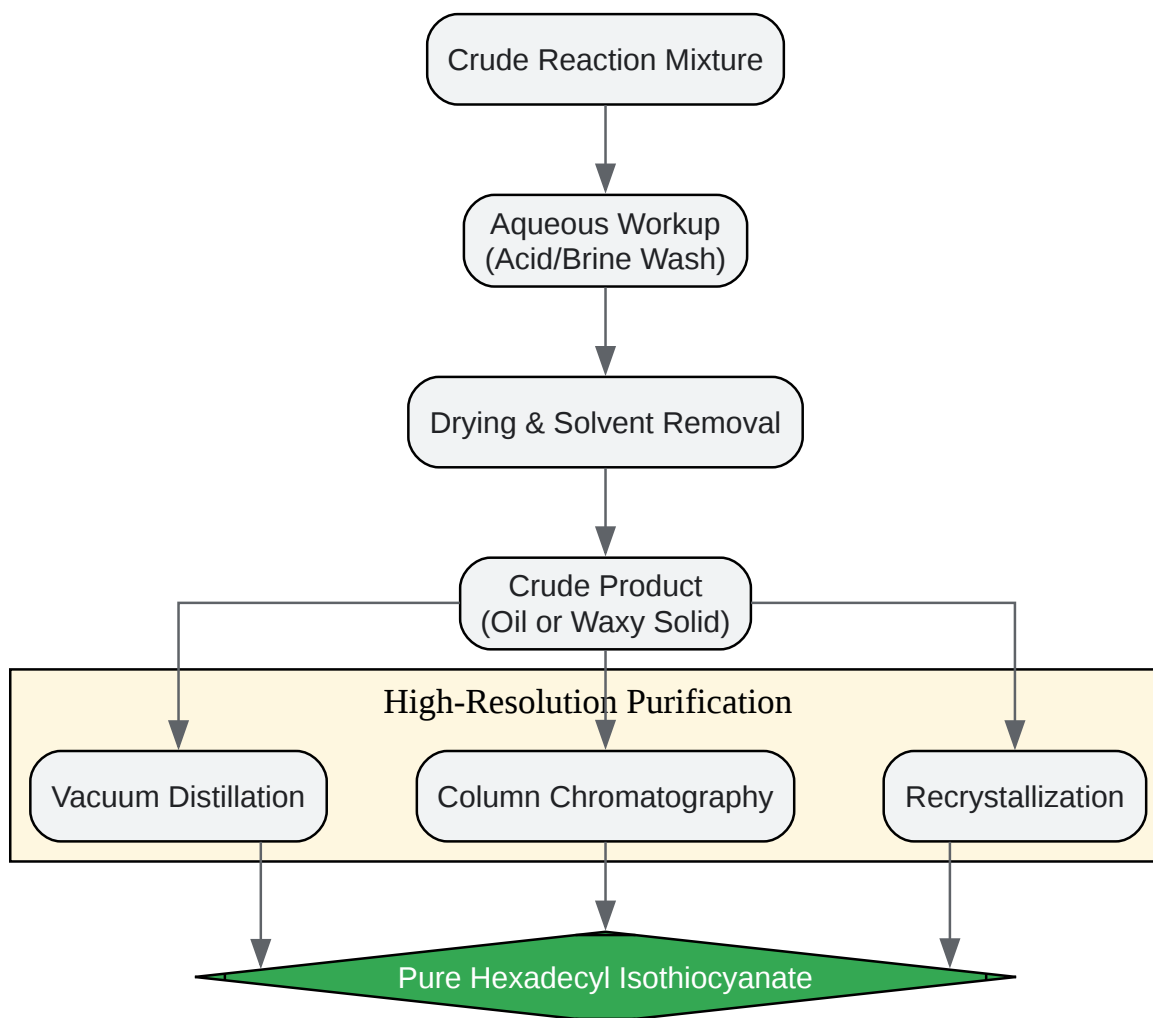 Crude Reaction Mixture
Aqueous Workup
(Acid/Brine Wash)
Drying & Solvent Removal
Crude Product
(Oil or Waxy Solid)
High-Resolution Purification
Vacuum Distillation
Column Chromatography
Recrystallization
Pure Hexadecyl Isothiocyanate